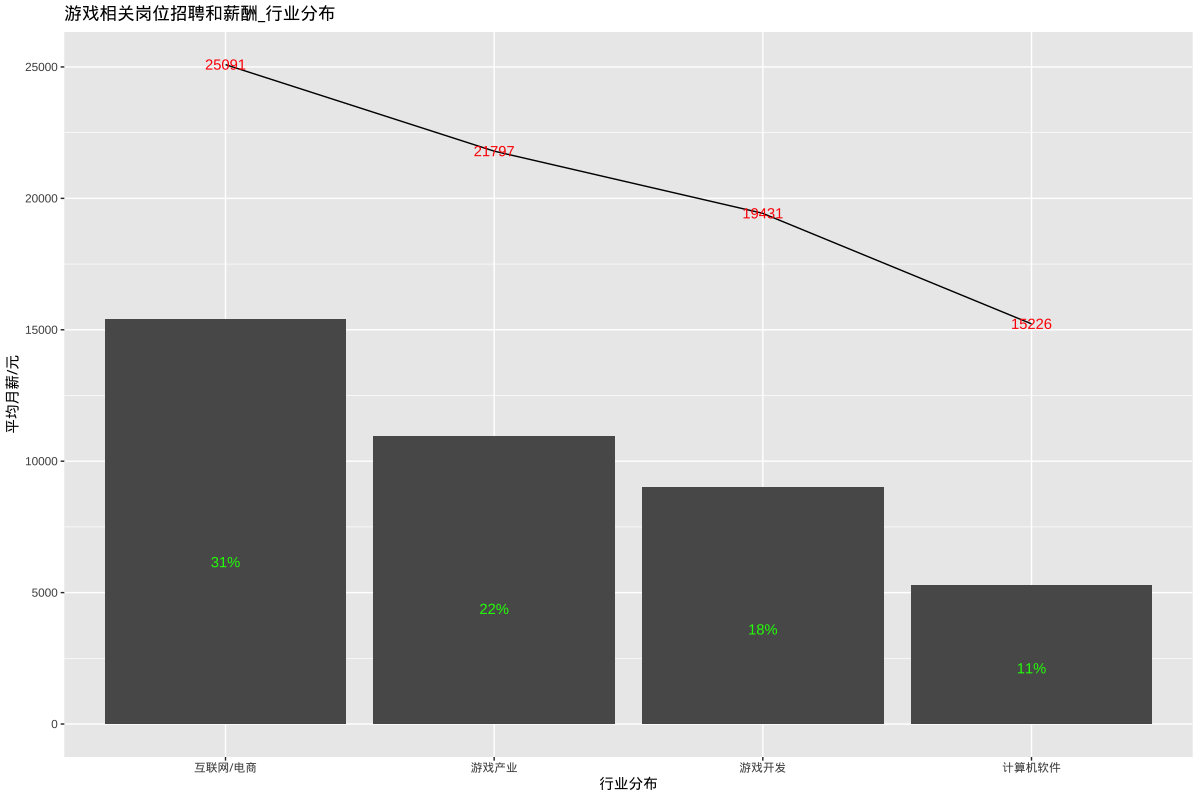 游戏相关岗位招聘和薪酬_行业分布
25000
20000
15000
10000
5000
0
平均月薪/元
25091
21797
19431
15226
31%
22%
18%
11%
互联网/电商
游戏产业
游戏开发
计算机软件
行业分布